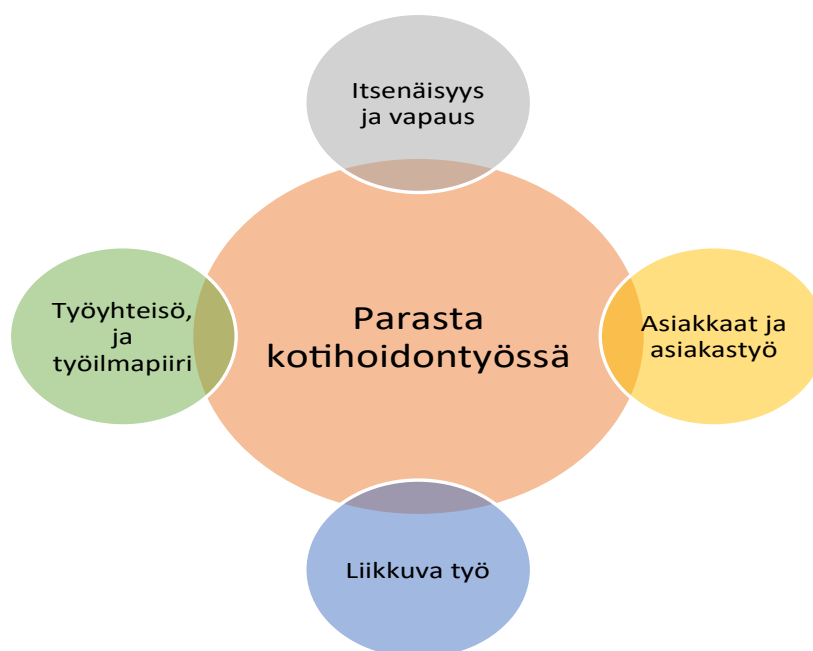 Itsenäisyys
ja vapaus
Työyhteisö,
ja
työilmapiiri
Parasta
kotihoidontyössä
Asiakkaat ja
asiakastyö
Liikkuva työ